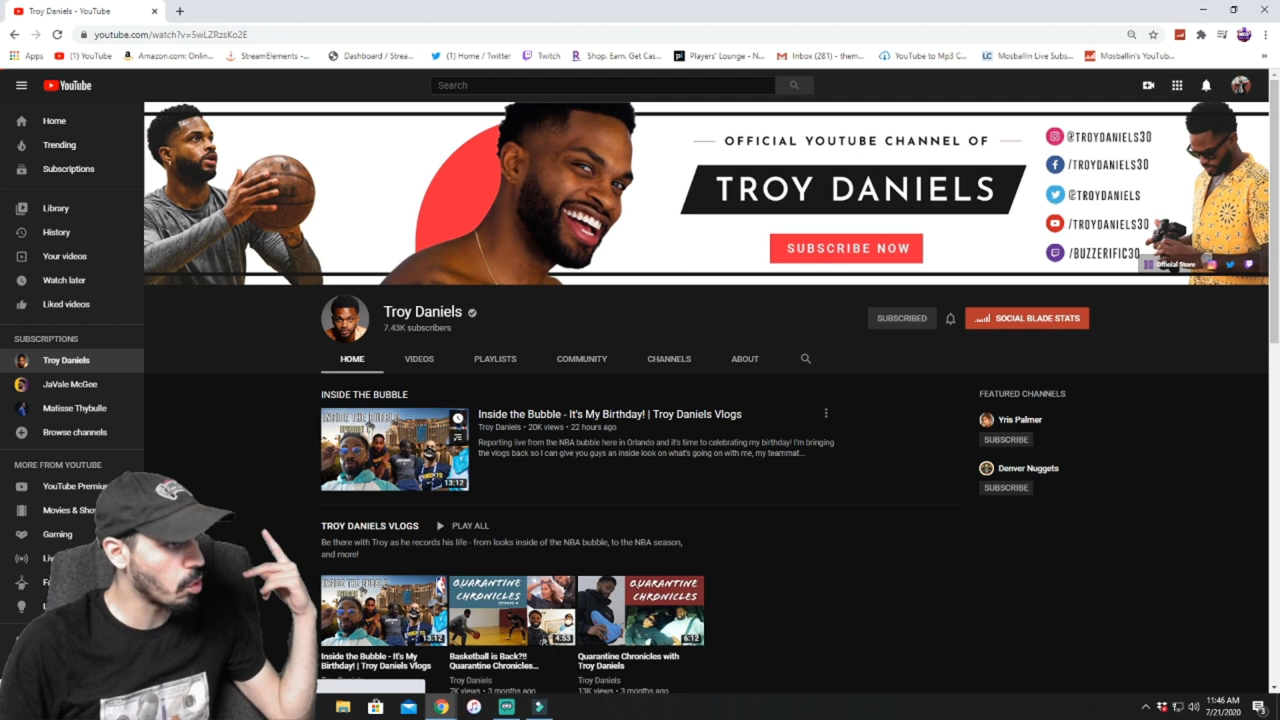 Troy Daniels - YouTube
youtube.com/watch?v=5wLZRzsKo2E
Apps
(1) YouTube
Amazon.com: Onlin...
StreamElements -...
Dashboard / Strea...
(1) Home / Twitter
Twitch
Shop. Earn. Get Cas...
Players' Lounge - N...
Inbox (281) - them...
YouTube to Mp3 C...
Mosballin Live Subs...
Mosballin's YouTub...
YouTube
Search
Home
Trending
Subscriptions
Library
History
Your videos
Watch later
Liked videos
SUBSCRIPTIONS
Troy Daniels
JaVale McGee
Matisse Thybulle
Browse channels
MORE FROM YOUTUBE
YouTube Premium
Movies & Sho
Gaming
OFFICIAL YOUTUBE CHANNEL OF
TROY DANIELS
SUBSCRIBE NOW
@TROYDANIELS30
/TROYDANIELS30
@TROYDANIELS
/TROYDANIELS30
/BUZZERIFIC30
Official Store
Troy Daniels
7.43K subscribers
SUBSCRIBED
SOCIAL BLADE STATS
HOME
VIDEOS
PLAYLISTS
COMMUNITY
CHANNELS
ABOUT
INSIDE THE BUBBLE
INSIDE THE BUBBLE
13:12
Inside the Bubble - It's My Birthday! | Troy Daniels Vlogs
Troy Daniels • 20K views • 22 hours ago
Reporting live from the NBA bubble here in Orlando and it's time to celebrating my birthday! I'm bringing
the vlogs back so I can give you guys an inside look on what's going on with me, my teammat...
FEATURED CHANNELS
Yris Palmer
SUBSCRIBE
Denver Nuggets
SUBSCRIBE
TROY DANIELS VLOGS
PLAY ALL
Be there with Troy as he records his life - from looks inside of the NBA bubble, to the NBA season,
and more!
INSIDE THE BUBBLE
13:12
QUARANTINE
CHRONICLES
4:53
QUARANTINE
CHRONICLES
6:12
Inside the Bubble - It's My
Birthday! | Troy Daniels Vlogs
Troy Daniels
Basketball is Back?!!
Quarantine Chronicles...
Troy Daniels
7K views • 3 months ago
Quarantine Chronicles with
Troy Daniels
Troy Daniels
13K views • 3 months ago
11:46 AM
7/21/2020